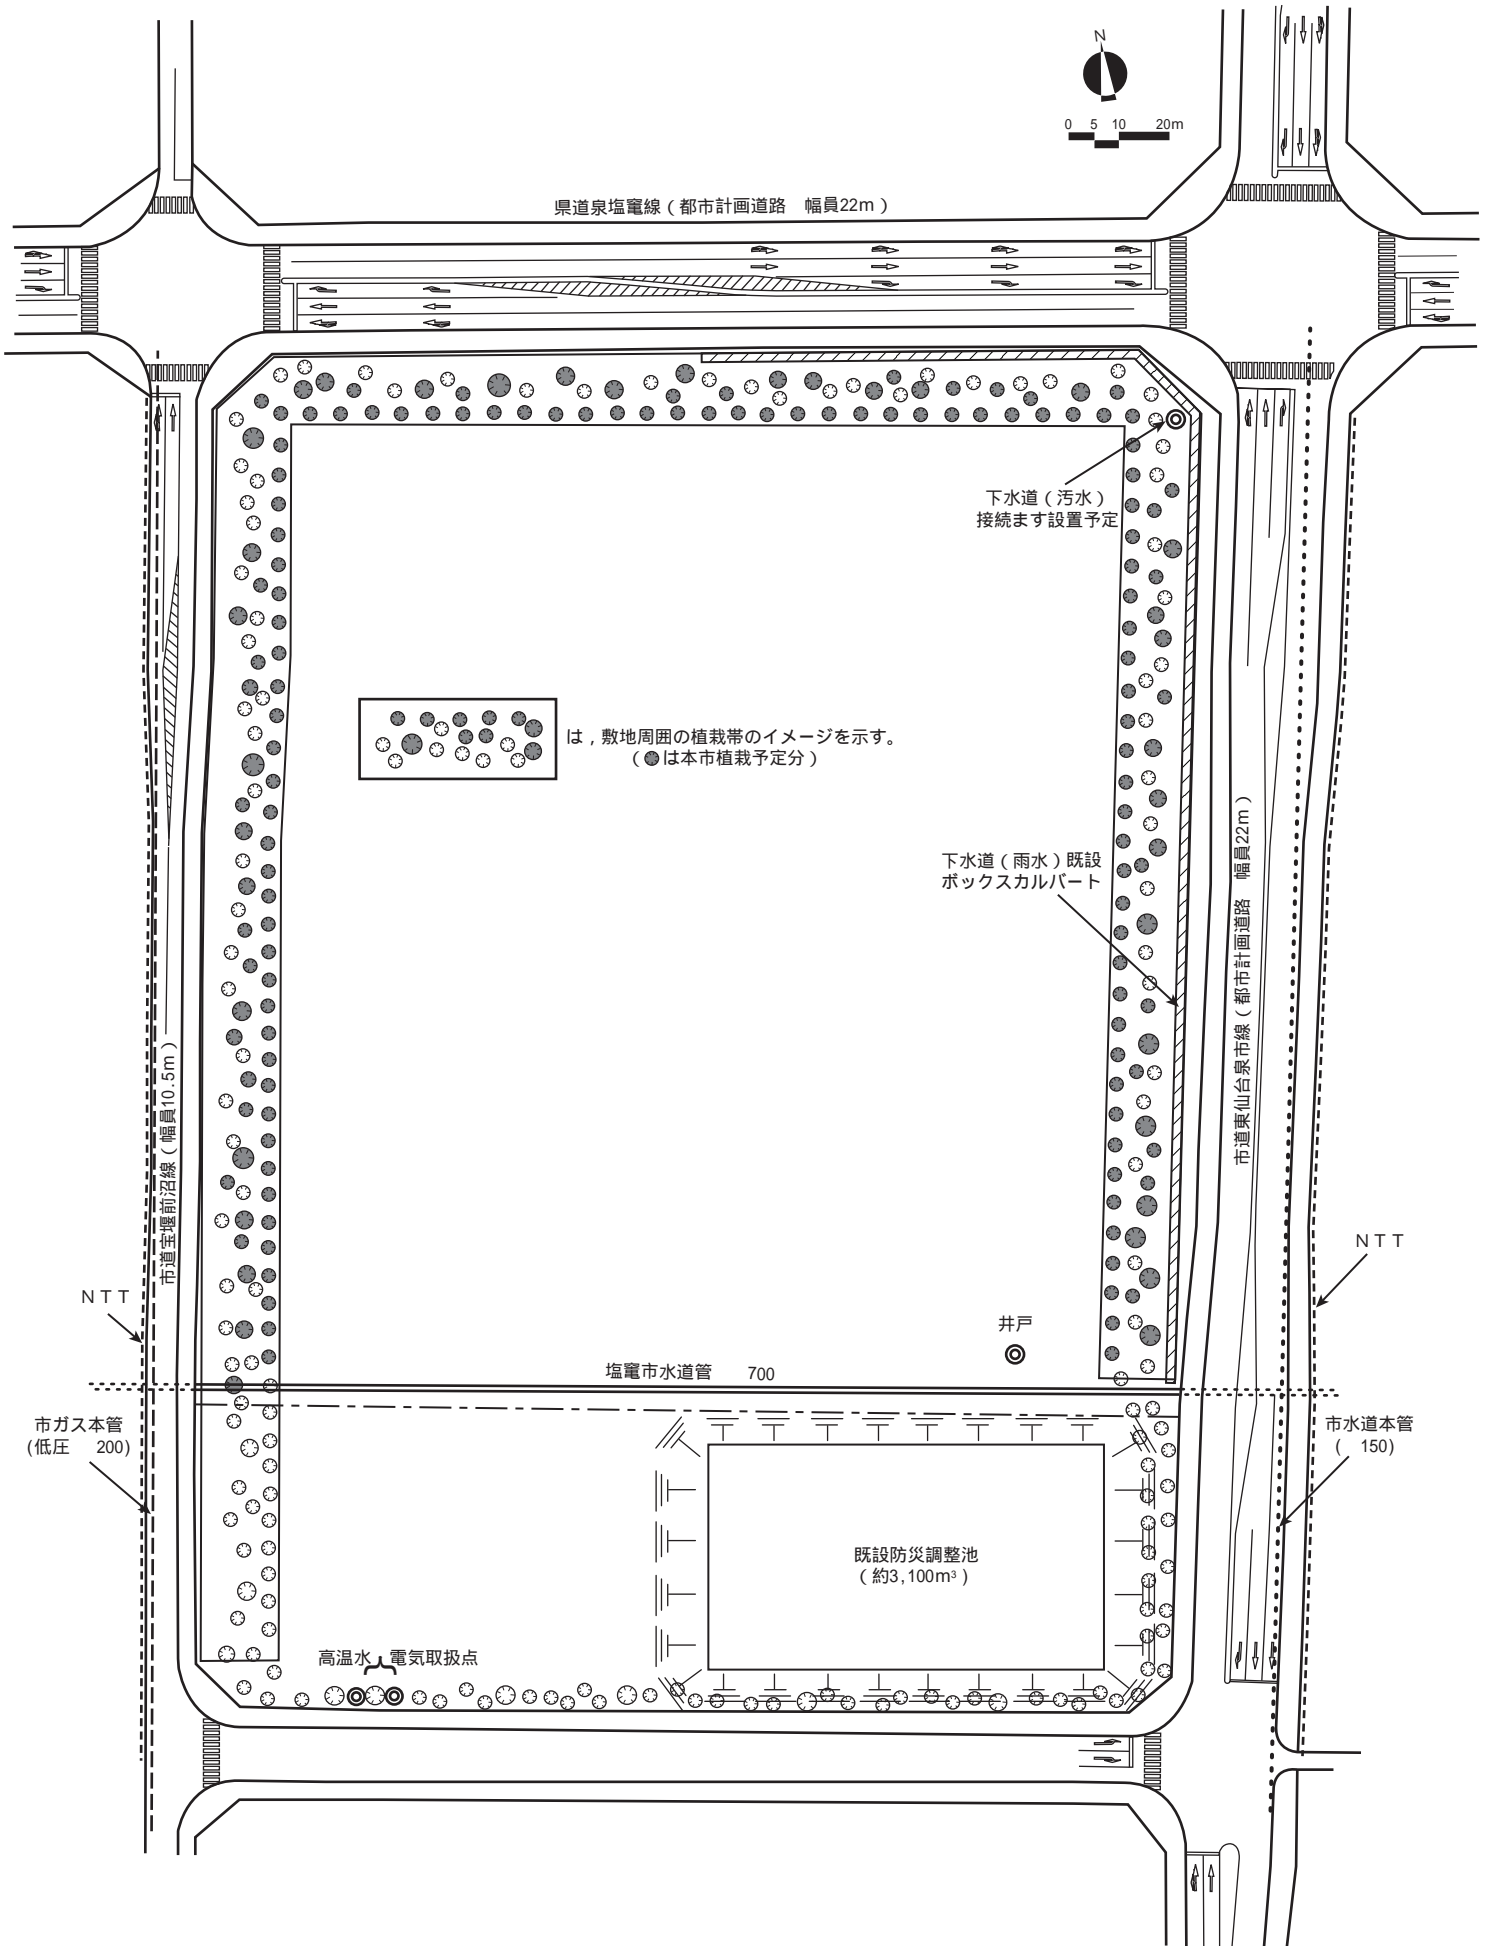 N
0 5 10 20m
県道泉塩竈線（都市計画道路　幅員22m）
下水道（汚水）
接続ます設置予定
は，敷地周囲の植栽帯のイメージを示す。
（●は本市植栽予定分）
下水道（雨水）既設
ボックスカルバート
市道東仙台泉市線（都市計画道路　幅員22m）
市道宝堰前沼線（幅員10.5m）
ＮＴＴ
ＮＴＴ
井戸
塩竈市水道管　　700
市ガス本管
(低圧　200)
市水道本管
(　150)
既設防災調整池
（約3,100m³）
高温水　電気取扱点